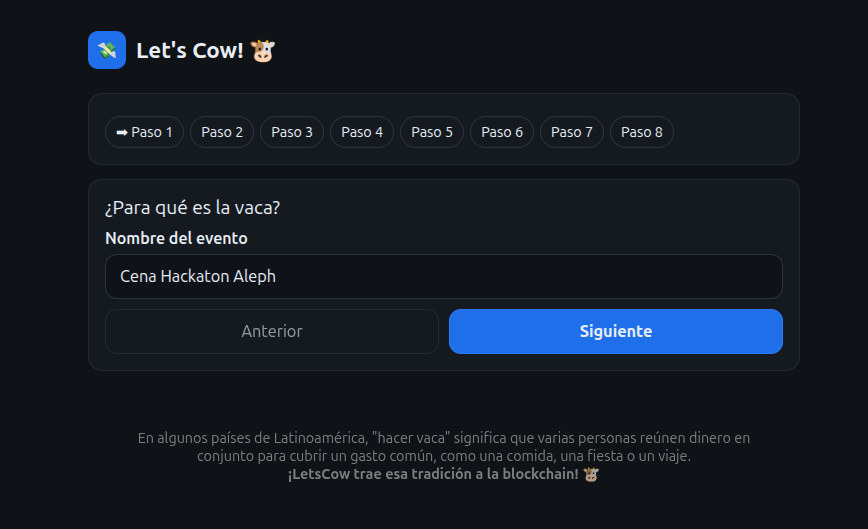 Let's Cow! 🐮
➡ Paso 1 Paso 2 Paso 3 Paso 4 Paso 5 Paso 6 Paso 7 Paso 8
¿Para qué es la vaca?
Nombre del evento
Cena Hackaton Aleph
Anterior Siguiente
En algunos países de Latinoamérica, "hacer vaca" significa que varias personas reúnen dinero en
conjunto para cubrir un gasto común, como una comida, una fiesta o un viaje.
¡LetsCow trae esa tradición a la blockchain! 🐮